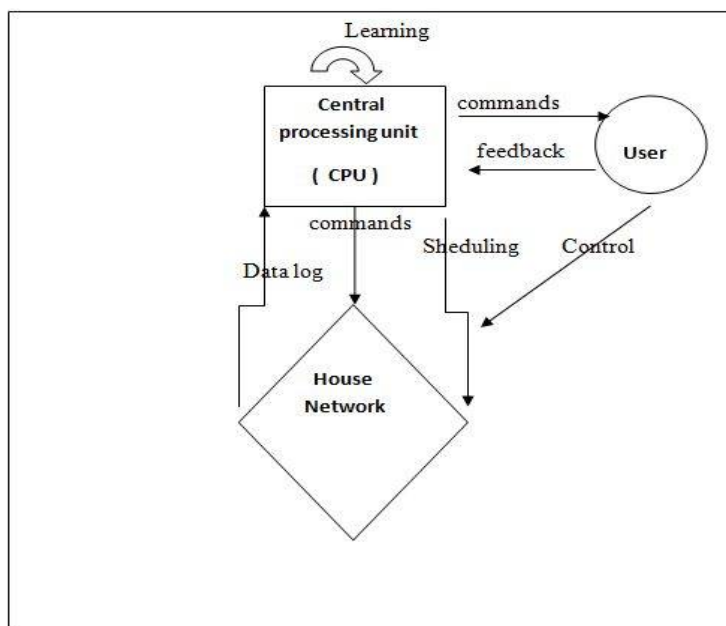 Learning
Central
processing unit
( CPU )
commands
feedback
User
commands
Sheduling
Control
Data log
House
Network